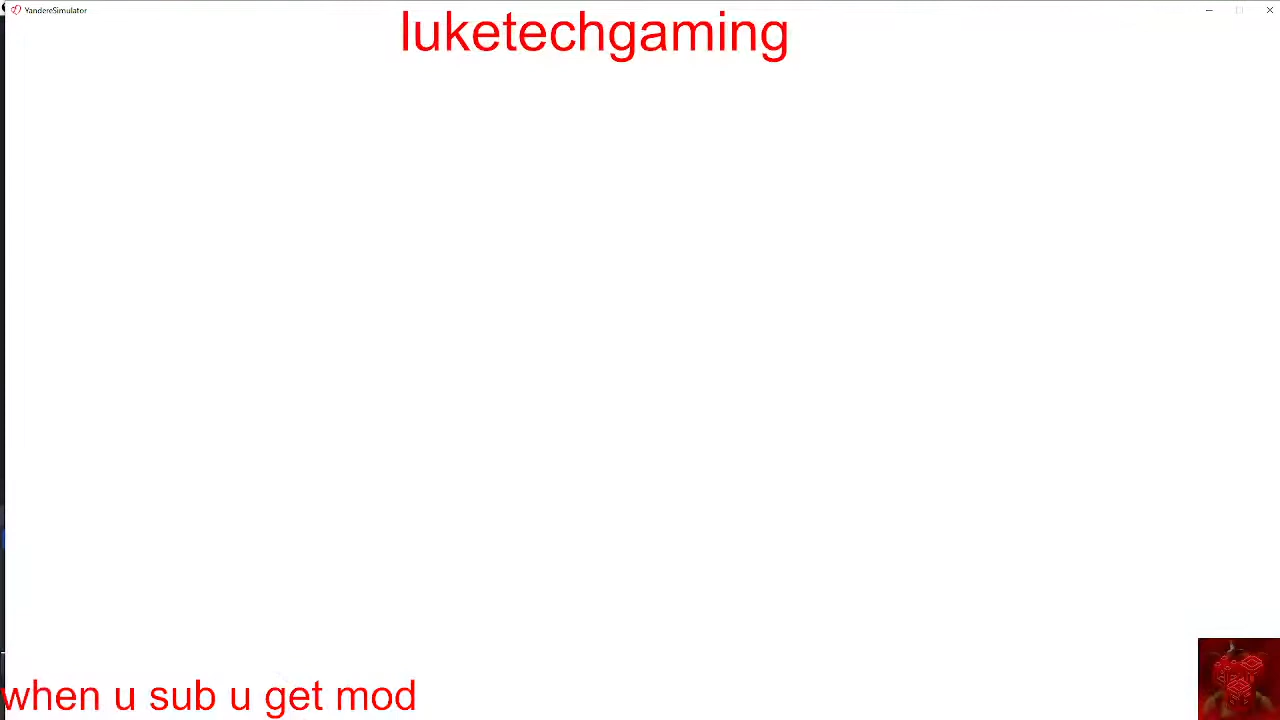 YandereSimulator
luketechgaming
when u sub u get mod